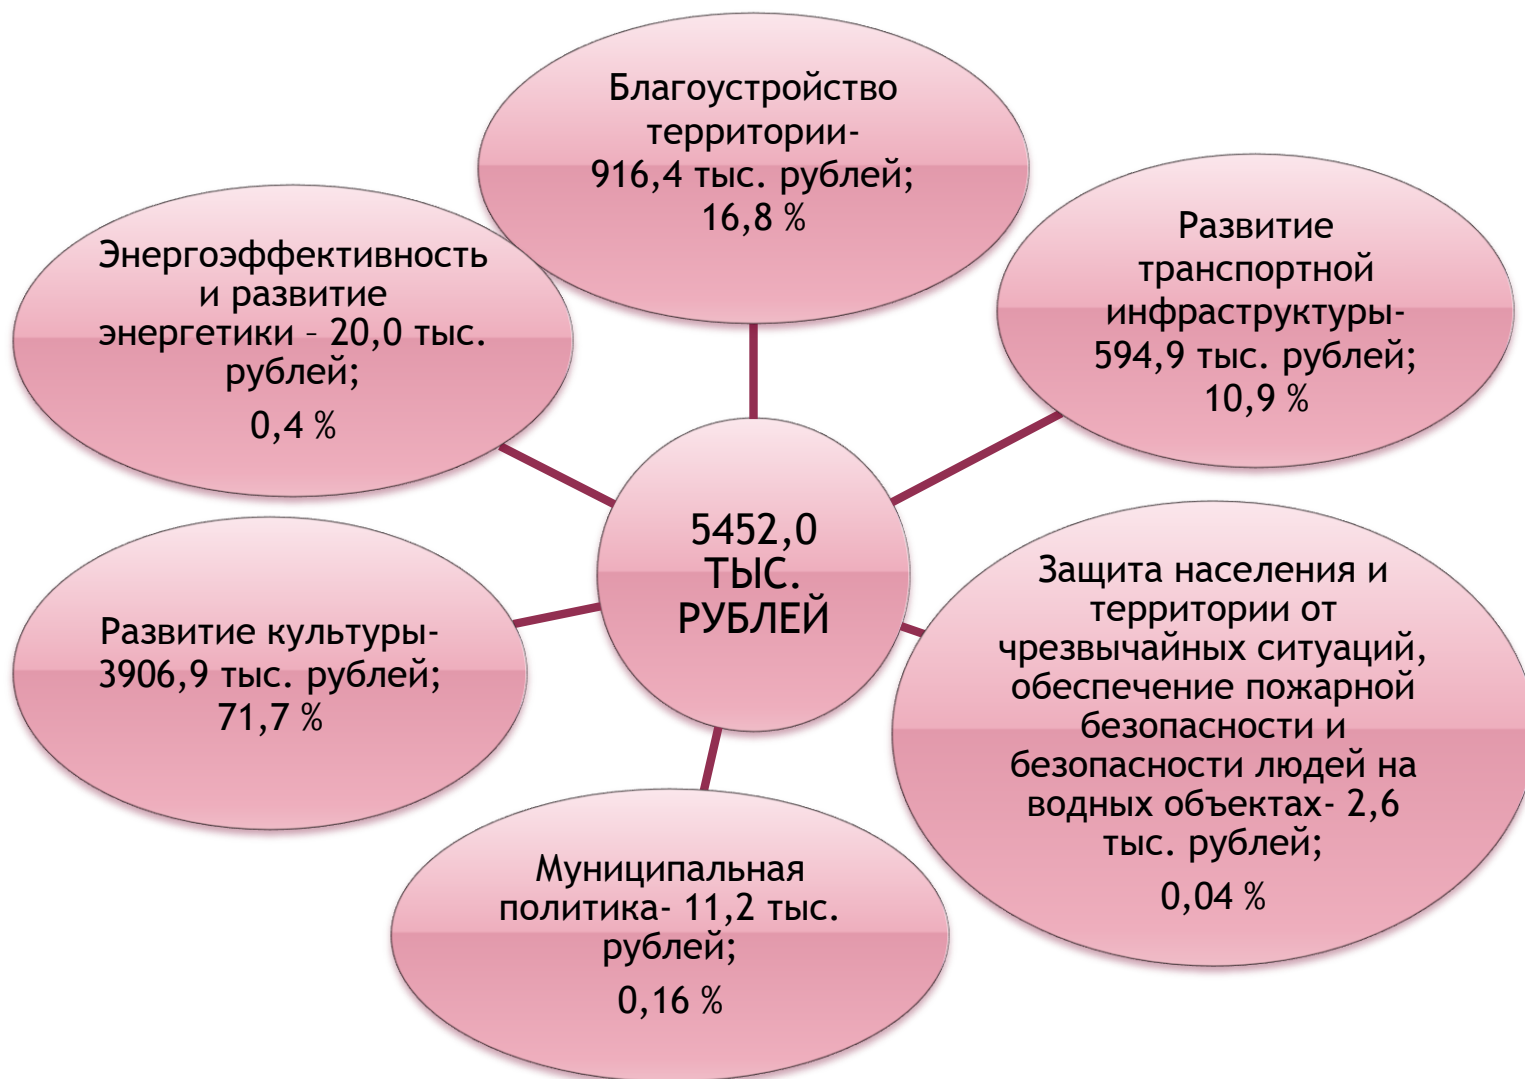 Благоустройство
территории-
916,4 тыс. рублей;
16,8 %
Развитие
транспортной
инфраструктуры-
594,9 тыс. рублей;
10,9 %
Защита населения и
территории от
чрезвычайных ситуаций,
обеспечение пожарной
безопасности и
безопасности людей на
водных объектах- 2,6
тыс. рублей;
0,04 %
Муниципальная
политика- 11,2 тыс.
рублей;
0,16 %
Развитие культуры-
3906,9 тыс. рублей;
71,7 %
Энергоэффективность
и развитие
энергетики – 20,0 тыс.
рублей;
0,4 %
5452,0
ТЫС.
РУБЛЕЙ